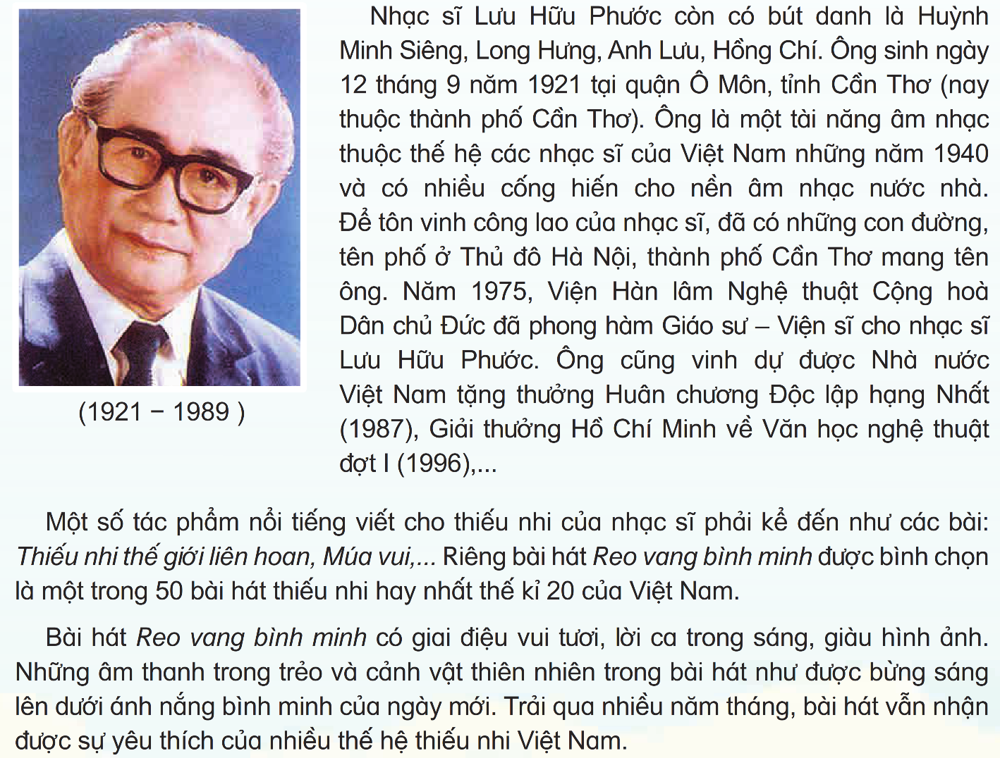 Nhạc sĩ Lưu Hữu Phước còn có bút danh là Huỳnh
Minh Siêng, Long Hưng, Anh Lưu, Hồng Chí. Ông sinh ngày
12 tháng 9 năm 1921 tại quận Ô Môn, tỉnh Cần Thơ (nay
thuộc thành phố Cần Thơ). Ông là một tài năng âm nhạc
thuộc thế hệ các nhạc sĩ của Việt Nam những năm 1940
và có nhiều cống hiến cho nền âm nhạc nước nhà.
Để tôn vinh công lao của nhạc sĩ, đã có những con đường,
tên phố ở Thủ đô Hà Nội, thành phố Cần Thơ mang tên
ông. Năm 1975, Viện Hàn lâm Nghệ thuật Cộng hoà
Dân chủ Đức đã phong hàm Giáo sư – Viện sĩ cho nhạc sĩ
Lưu Hữu Phước. Ông cũng vinh dự được Nhà nước
Việt Nam tặng thưởng Huân chương Độc lập hạng Nhất
(1987), Giải thưởng Hồ Chí Minh về Văn học nghệ thuật
đợt I (1996),...
(1921 – 1989 )
Một số tác phẩm nổi tiếng viết cho thiếu nhi của nhạc sĩ phải kể đến như các bài:
Thiếu nhi thế giới liên hoan, Múa vui,... Riêng bài hát Reo vang bình minh được bình chọn
là một trong 50 bài hát thiếu nhi hay nhất thế kỉ 20 của Việt Nam.
Bài hát Reo vang bình minh có giai điệu vui tươi, lời ca trong sáng, giàu hình ảnh.
Những âm thanh trong trẻo và cảnh vật thiên nhiên trong bài hát như được bừng sáng
lên dưới ánh nắng bình minh của ngày mới. Trải qua nhiều năm tháng, bài hát vẫn nhận
được sự yêu thích của nhiều thế hệ thiếu nhi Việt Nam.